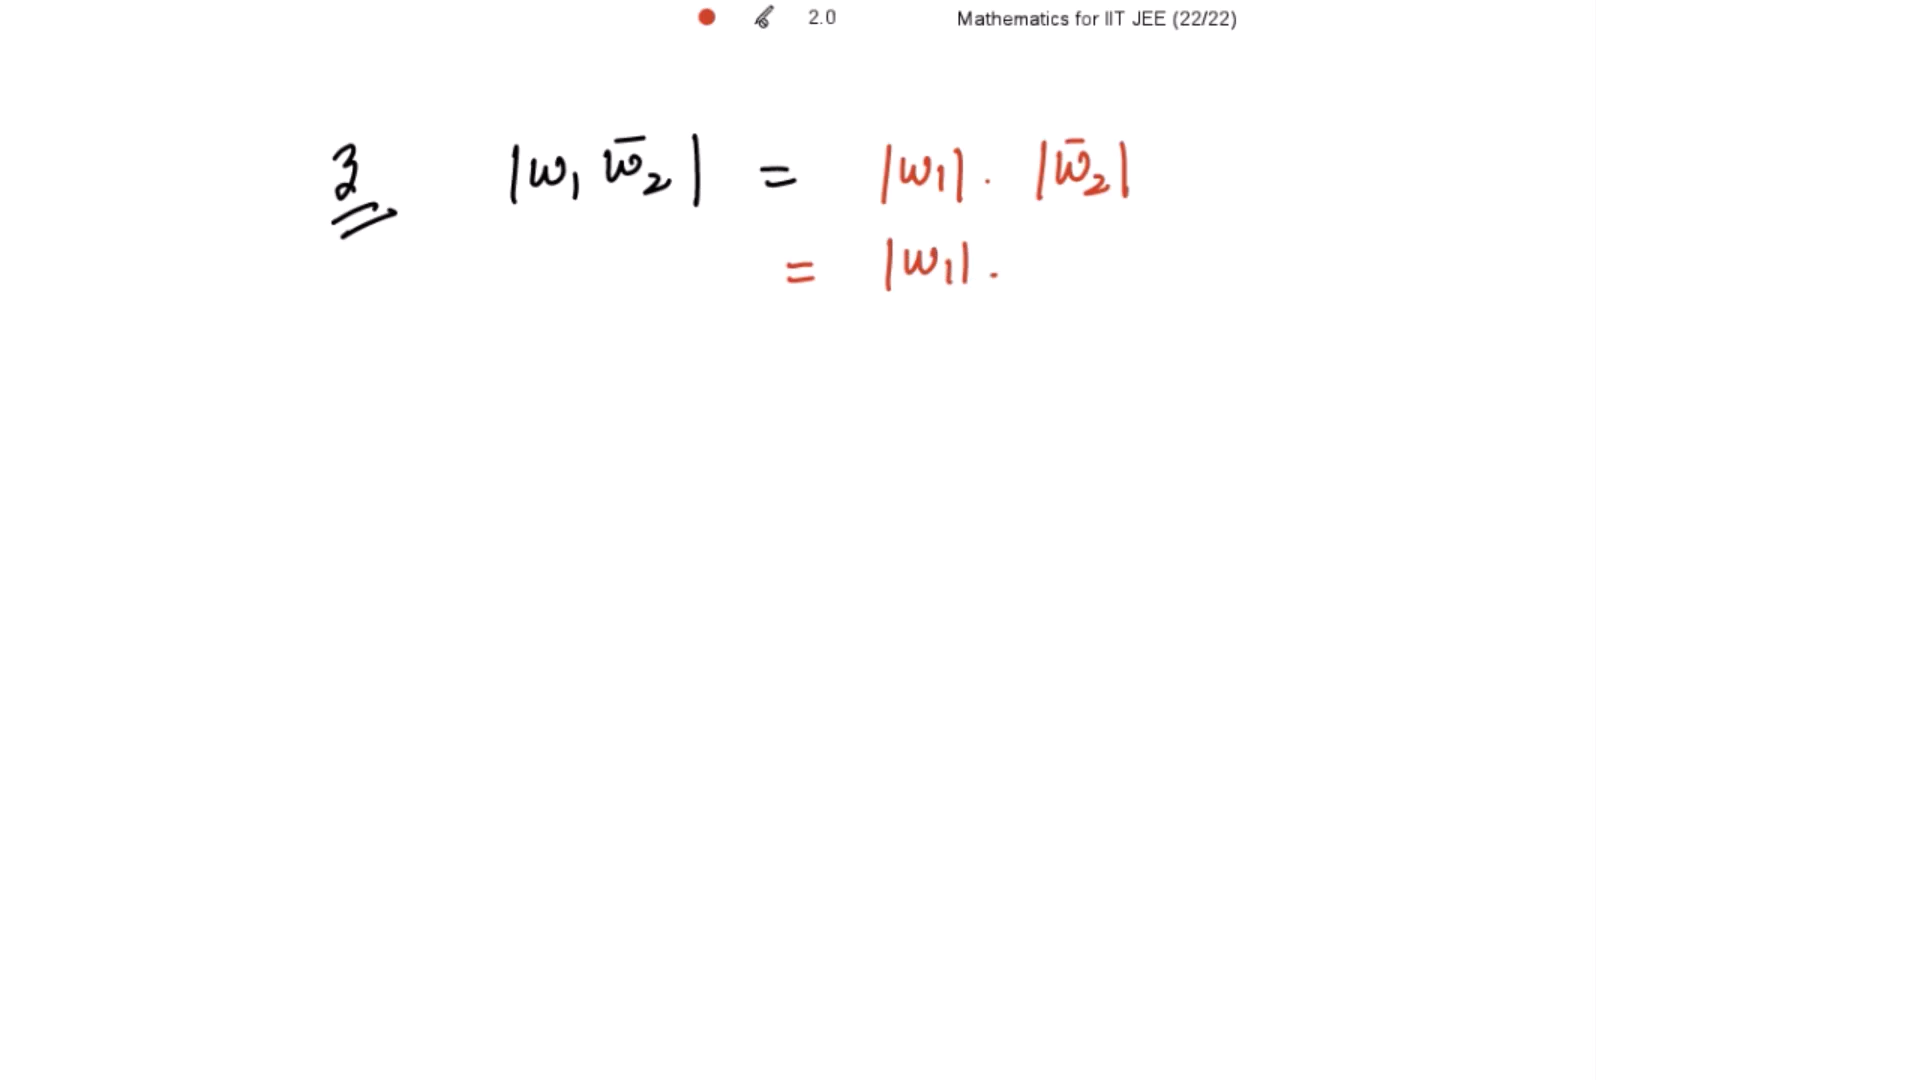 2.0 Mathematics for IIT JEE (22/22)
3 |w₁ w̄₂| = |w₁| . |w̄₂|
= |w₁| .